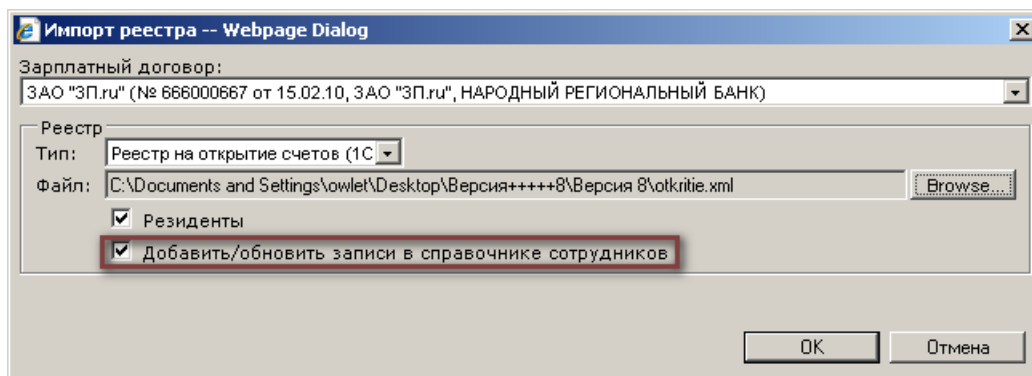 Импорт реестра -- Webpage Dialog
Зарплатный договор:
ЗАО "ЗП.ru" (№ 666000667 от 15.02.10, ЗАО "ЗП.ru", НАРОДНЫЙ РЕГИОНАЛЬНЫЙ БАНК)
Реестр
Тип: Реестр на открытие счетов (1С
Файл: C:\Documents and Settings\owlet\Desktop\Версия+++++8\Версия 8\otkritie.xml Browse...
Резиденты
Добавить/обновить записи в справочнике сотрудников
OK Отмена